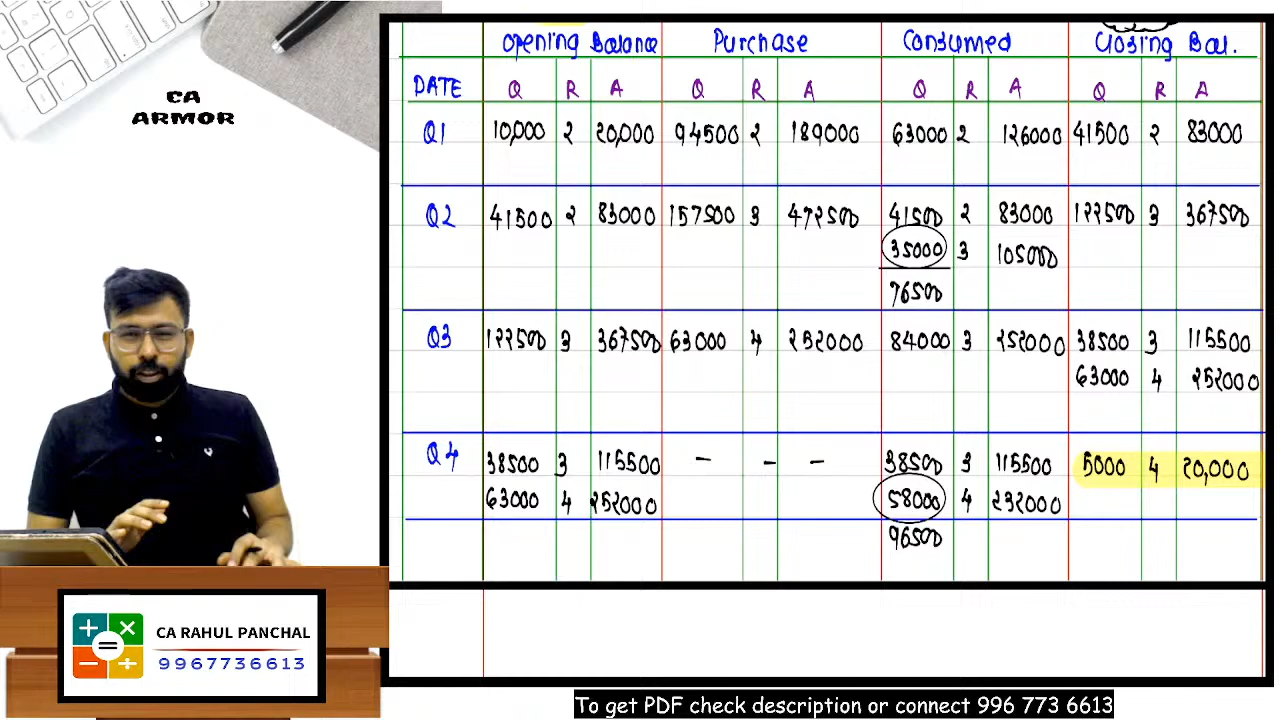 CA
ARMOR
Opening Balance Purchase Consumed Closing Bal.
DATE Q R A Q R A Q R A Q R A
Q1 10,000 2 20,000 94500 2 189000 63000 2 126000 41500 2 83000
Q2 41500 2 83000 157500 3 472500 41500 2 83000 122500 3 367500
35000 3 105000
76500
Q3 122500 3 367500 63000 4 252000 84000 3 252000 38500 3 115500
63000 4 252000
Q4 38500 3 115500 - - - 38500 3 115500 5000 4 20,000
63000 4 252000 58000 4 232000
96500
CA RAHUL PANCHAL
9967736613
To get PDF check description or connect 996 773 6613